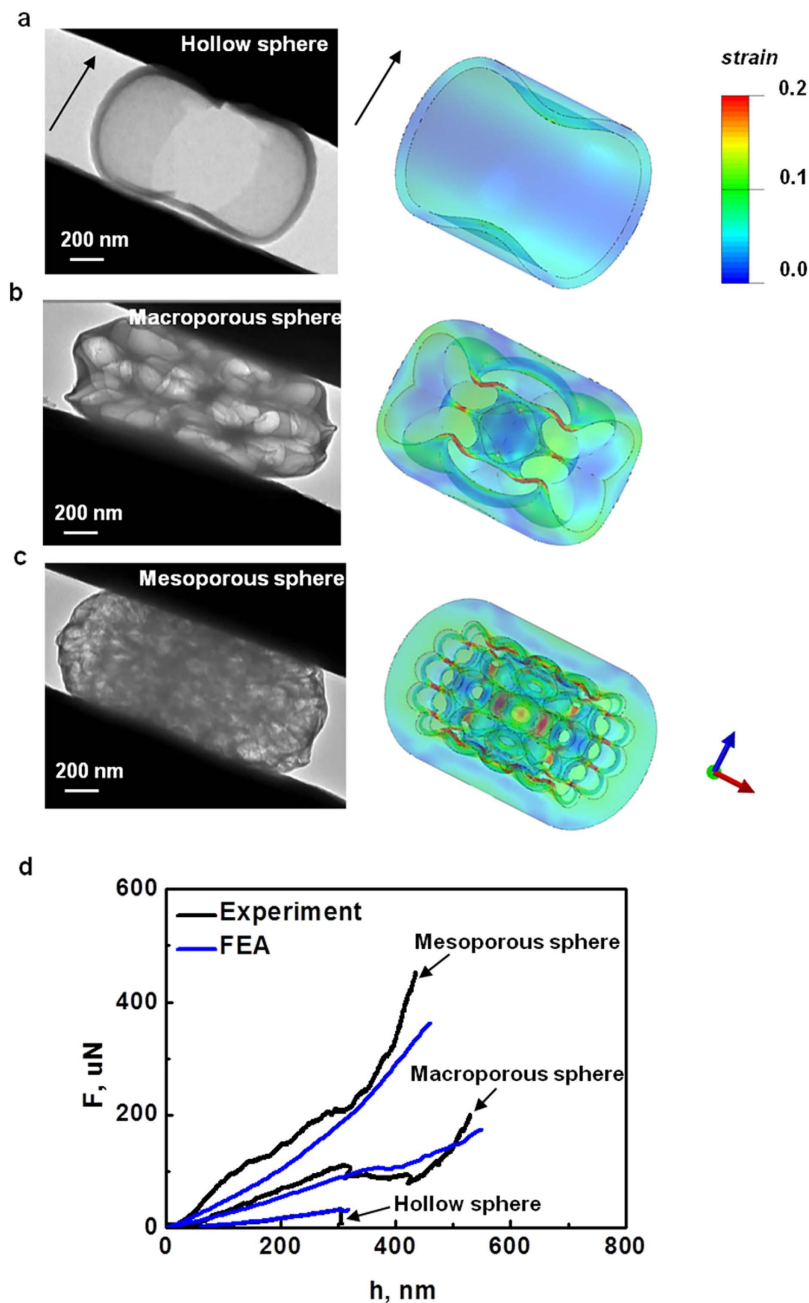 a
Hollow sphere
200 nm
strain
0.2
0.1
0.0
b
Macroporous sphere
200 nm
c
Mesoporous sphere
200 nm
d
600
400
200
0
F, uN
Experiment
FEA
Mesoporous sphere
Macroporous sphere
Hollow sphere
0
200
400
600
800
h, nm